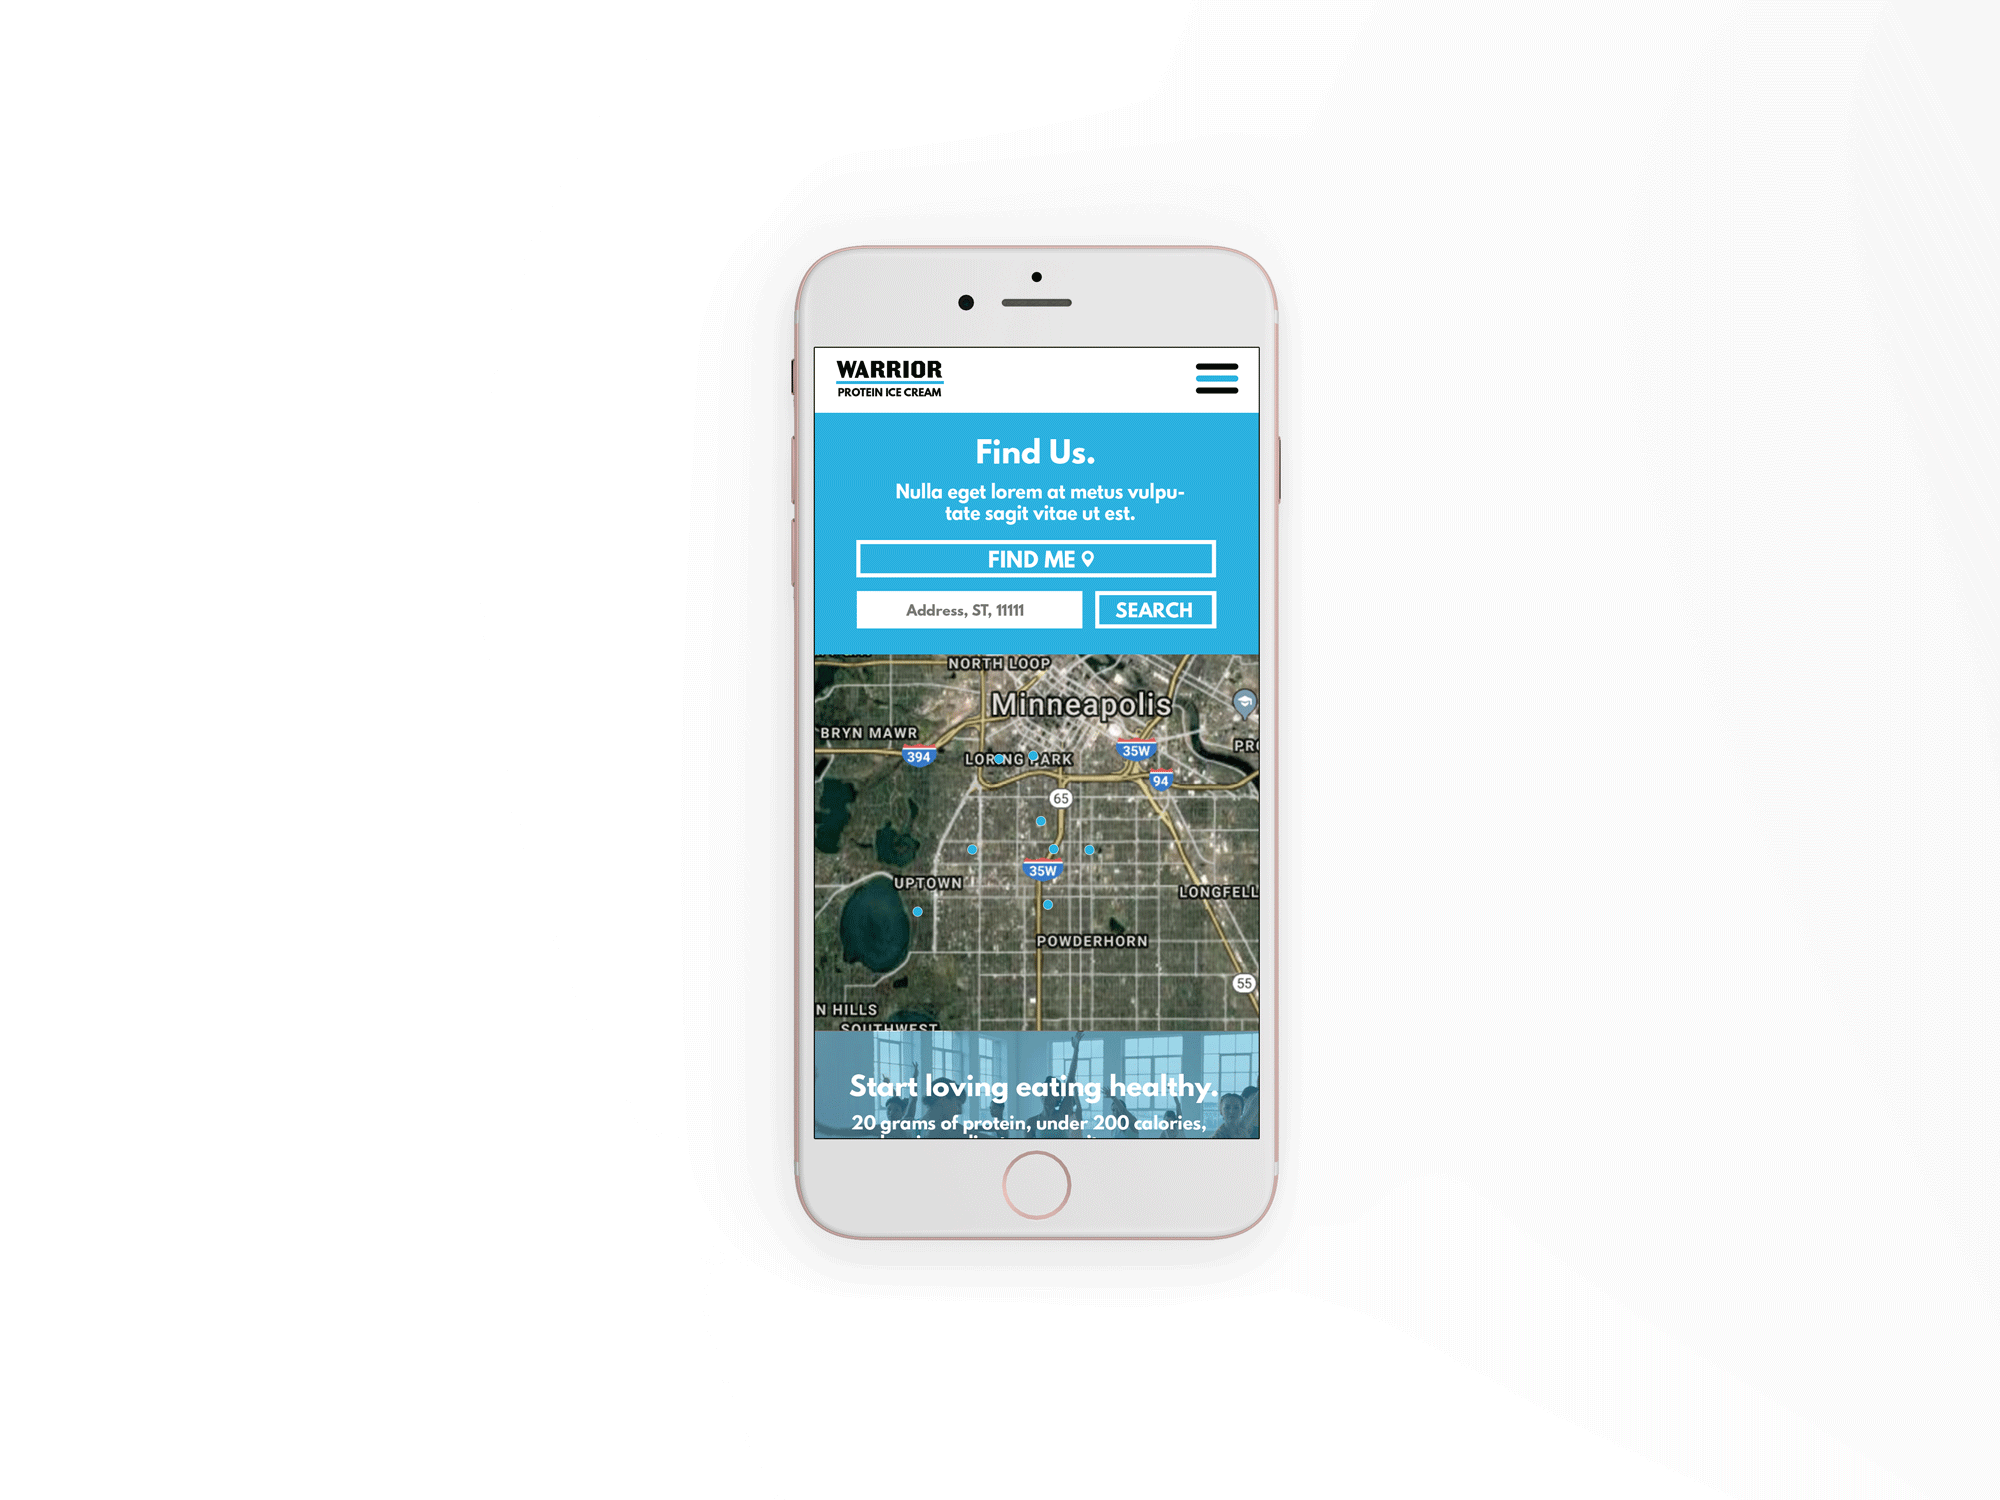 WARRIOR
PROTEIN ICE CREAM
Find Us.
Nulla eget lorem at metus vulpu-
tate sagit vitae ut est.
FIND ME
Address, ST, 11111
SEARCH
NORTH LOOP
Minneapolis
BRYN MAWR
394
LORING PARK
35W
PRO
94
65
35W
UPTOWN
LONGFELL
POWDERHORN
55
N HILLS
SOUTHWEST
Start loving eating healthy.
20 grams of protein, under 200 calories,